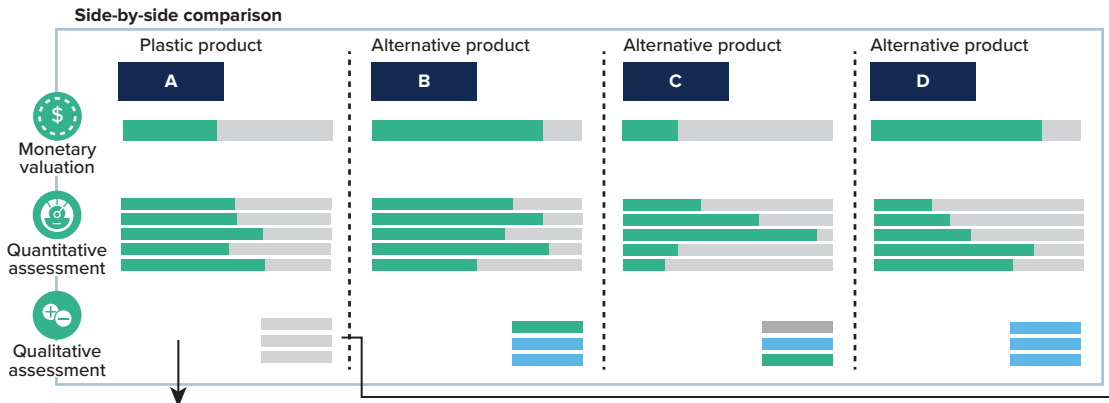 Side-by-side comparison
Plastic product
Alternative product
Alternative product
Alternative product
A
B
C
D
$
Monetary
valuation
Quantitative
assessment
Qualitative
assessment